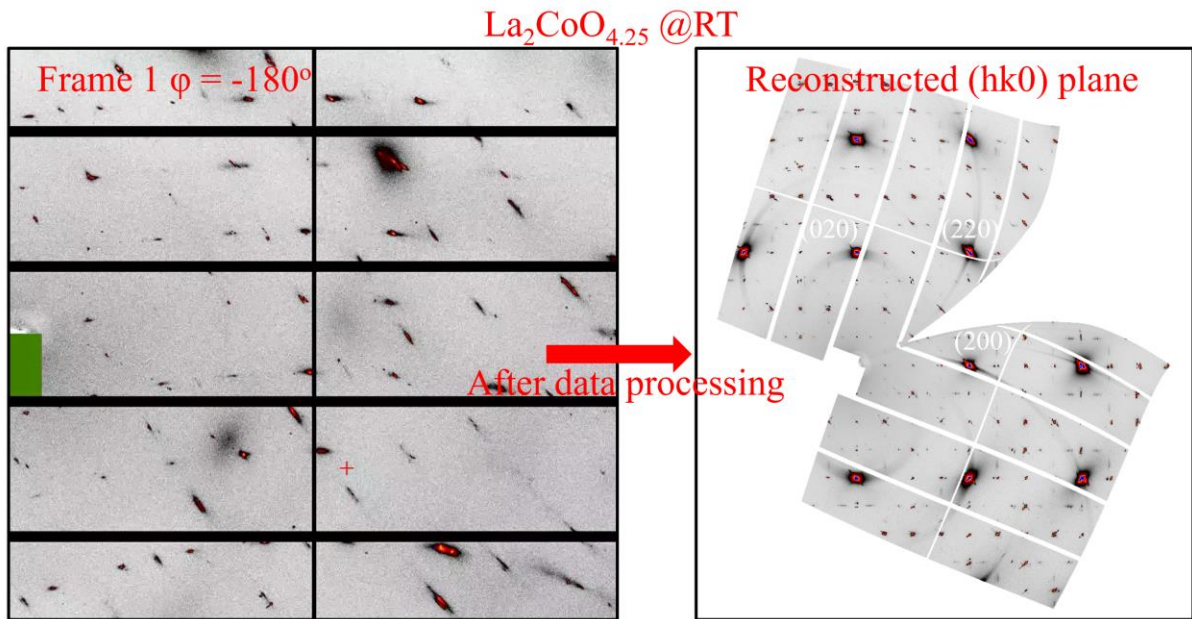 La₂CoO₄.₂₅ @RT
Frame 1 φ = -180°
Reconstructed (hk0) plane
(020)
(220)
(200)
After data processing